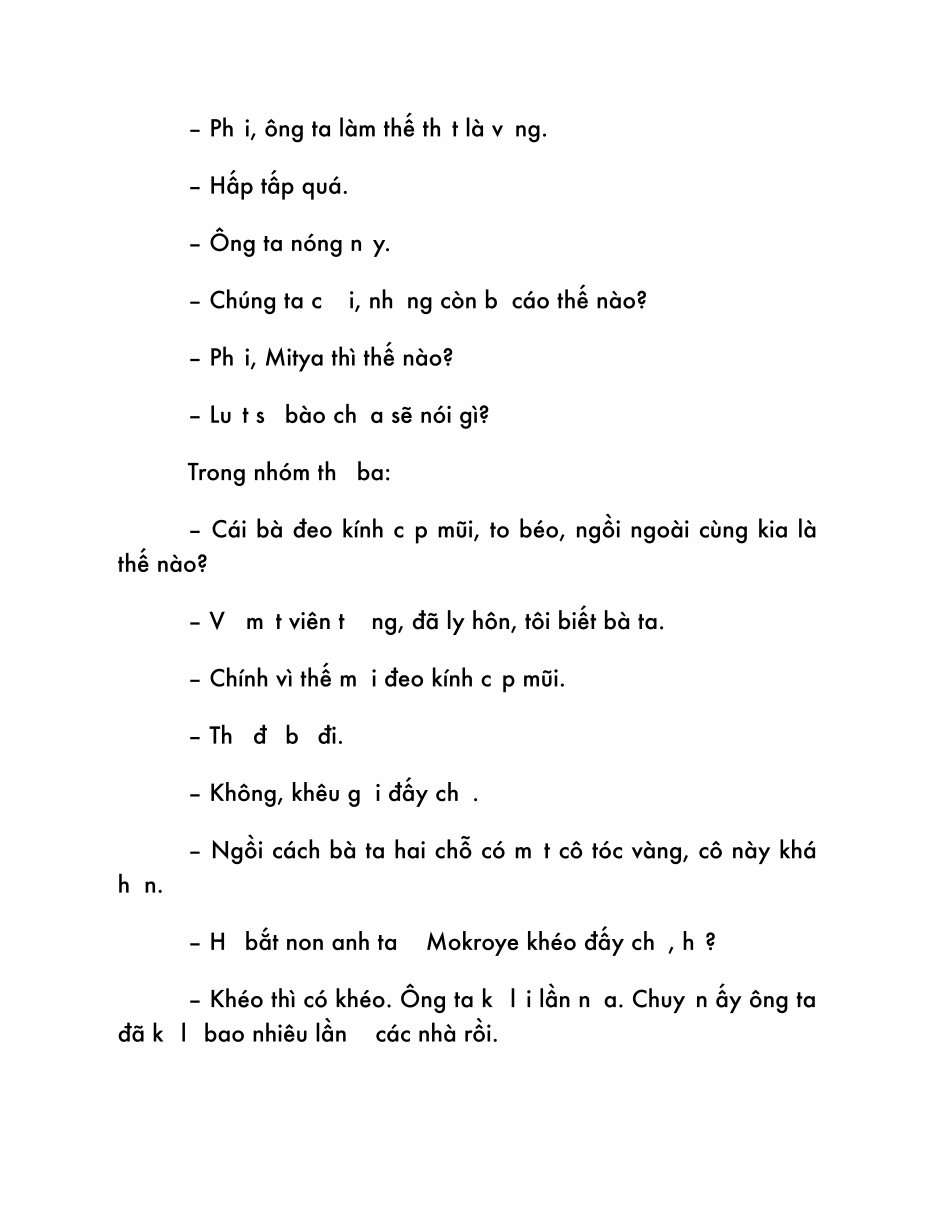 – Ph i, ông ta làm thế th t là v ng.
– Hấp tấp quá.
– Ông ta nóng n y.
– Chúng ta c i, nh ng còn b cáo thế nào?
– Ph i, Mitya thì thế nào?
– Lu t s bào ch a sẽ nói gì?
Trong nhóm th ba:
– Cái bà đeo kính c p mũi, to béo, ngồi ngoài cùng kia là
thế nào?
– V m t viên t ng, đã ly hôn, tôi biết bà ta.
– Chính vì thế m i đeo kính c p mũi.
– Th đ b đi.
– Không, khêu g i đấy ch .
– Ngồi cách bà ta hai chỗ có m t cô tóc vàng, cô này khá
h n.
– H bắt non anh ta Mokroye khéo đấy ch , h ?
– Khéo thì có khéo. Ông ta k l i lần n a. Chuy n ấy ông ta
đã k l bao nhiêu lần các nhà rồi.